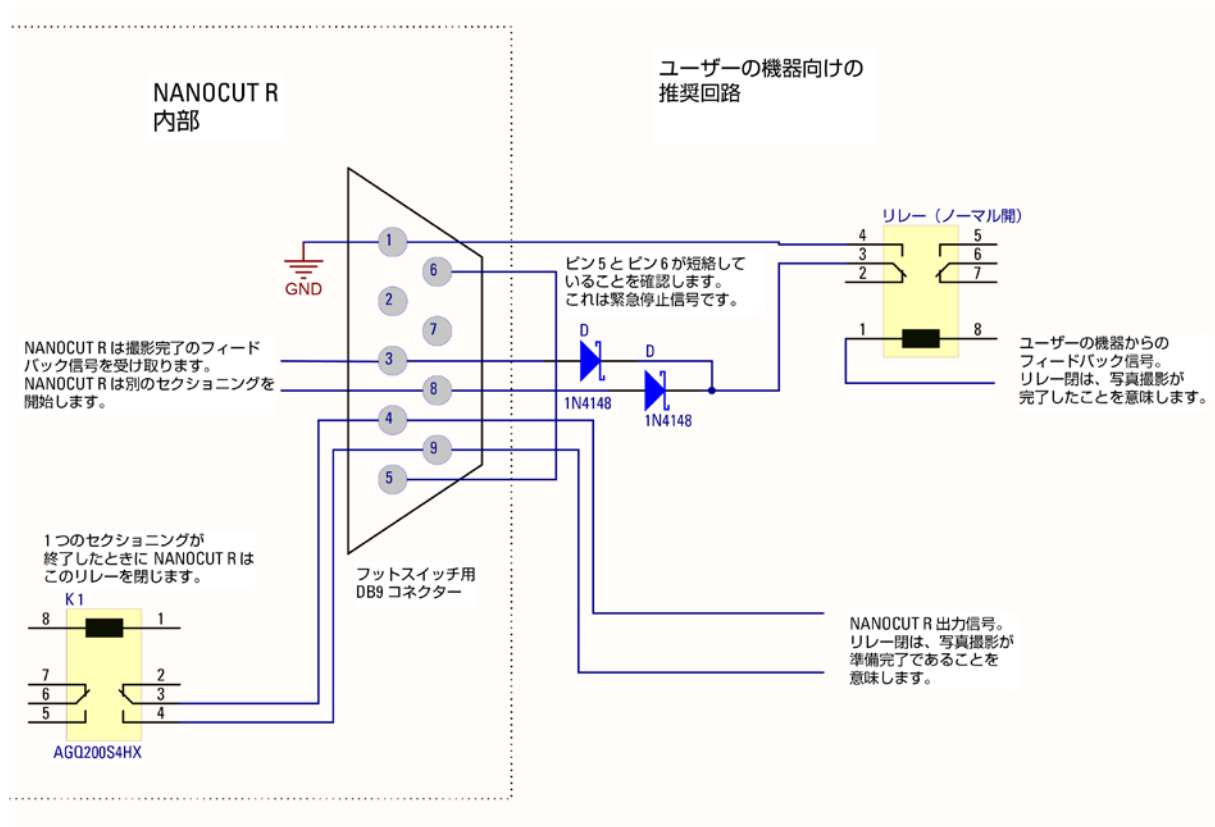 NANOCUT R
内部
ユーザーの機器向けの
推奨回路
リレー（ノーマル開）
4
3
2
1
5
6
7
8
ユーザーの機器からの
フィードバック信号。
リレー閉は、写真撮影が
完了したことを意味します。
ピン 5 と ピン 6 が短絡して
いることを確認します。
これは緊急停止信号です。
GND
1
6
2
7
3
8
4
9
5
D
1N4148
D
1N4148
NANOCUT R は撮影完了のフィード
バック信号を受け取ります。
NANOCUT R は別のセクショニングを
開始します。
1 つのセクショニングが
終了したときに NANOCUT R は
このリレーを閉じます。
K1
8
1
7
6
5
2
3
4
AGQ200S4HX
フットスイッチ用
DB9 コネクター
NANOCUT R 出力信号。
リレー閉は、写真撮影が
準備完了であることを
意味します。